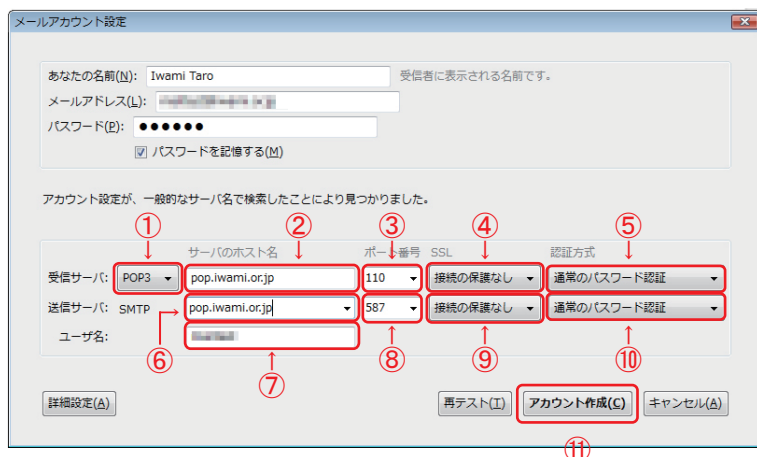 メールアカウント設定
あなたの名前(N): Iwami Taro 受信者に表示される名前です。
メールアドレス(L):
パスワード(P): ●●●●●●
パスワードを記憶する(M)
アカウント設定が、一般的なサーバ名で検索したことにより見つかりました。
① ② ③ ④ ⑤
サーバのホスト名 ポート番号 SSL 認証方式
受信サーバ: POP3 pop.iwami.or.jp 110 接続の保護なし 通常のパスワード認証
送信サーバ: SMTP pop.iwami.or.jp 587 接続の保護なし 通常のパスワード認証
ユーザ名:
⑥ ⑦ ⑧ ⑨ ⑩
詳細設定(A) 再テスト(T) アカウント作成(C) キャンセル(A)
⑪